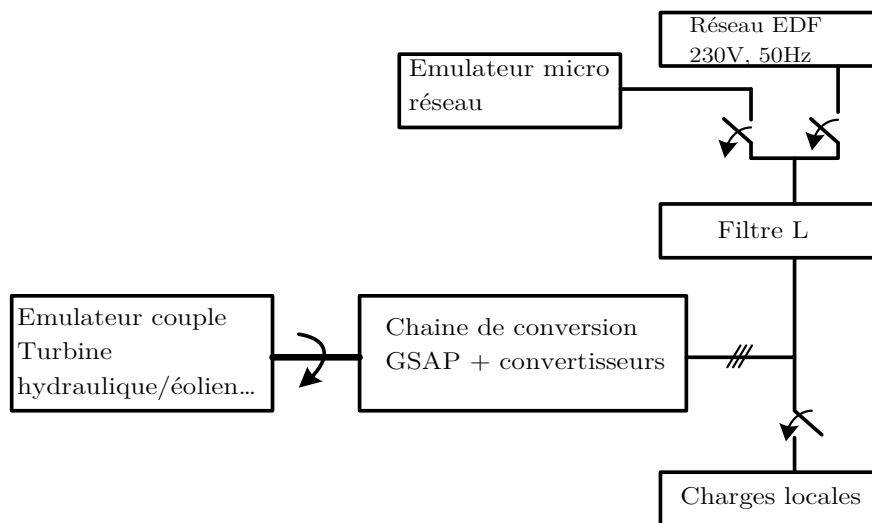 Réseau EDF
230V, 50Hz
Emulateur micro
réseau
Filtre L
Emulateur couple
Turbine
hydraulique/éolien…
Chaine de conversion
GSAP + convertisseurs
Charges locales